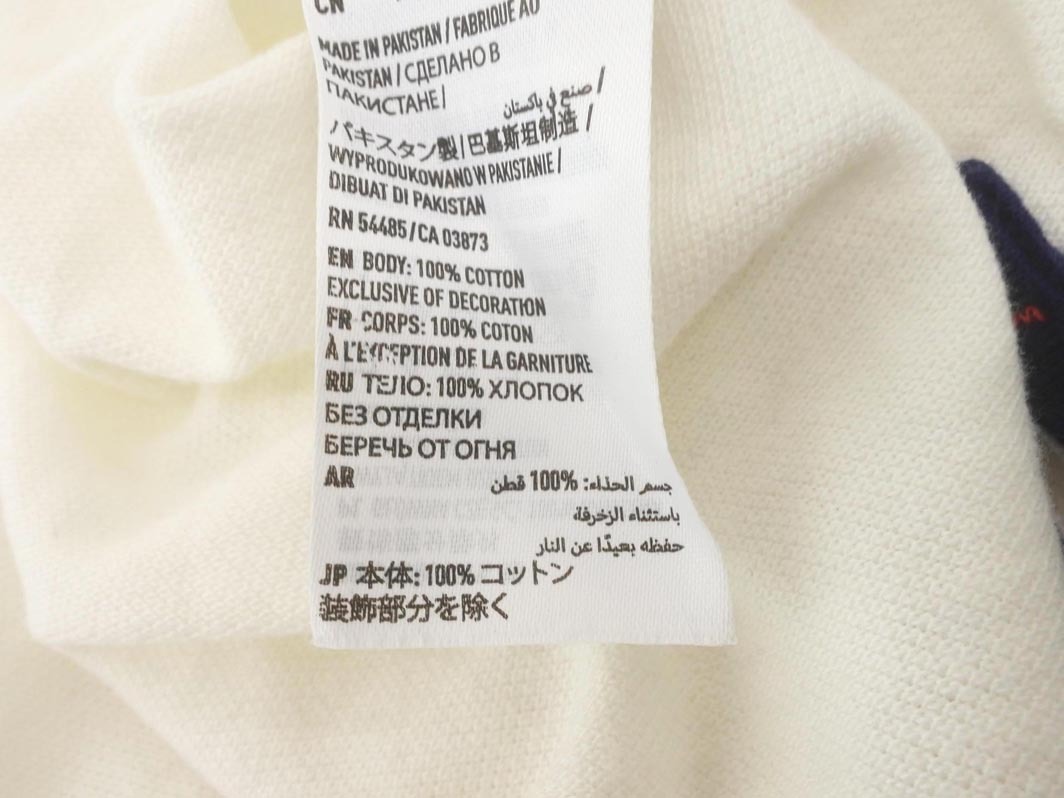 CN
MADE IN PAKISTAN / FABRIQUÉ AU
PAKISTAN / СДЕЛАНО В
ПАКИСТАНЕ /
صنع في باكستان /
パキスタン製 / 巴基斯坦制造 /
WYPRODUKOWANO W PAKISTANIE /
DIBUAT DI PAKISTAN
RN 54485 / CA 03873
EN BODY: 100% COTTON
EXCLUSIVE OF DECORATION
FR CORPS: 100% COTON
À L'EXCEPTION DE LA GARNITURE
RU ТЕЛО: 100% ХЛОПОК
БЕЗ ОТДЕЛКИ
БЕРЕЧЬ ОТ ОГНЯ
AR جسم الحذاء: 100% قطن
باستثناء الزخرفة
حفظه بعيدًا عن النار
JP 本体: 100% コットン
装飾部分を除く